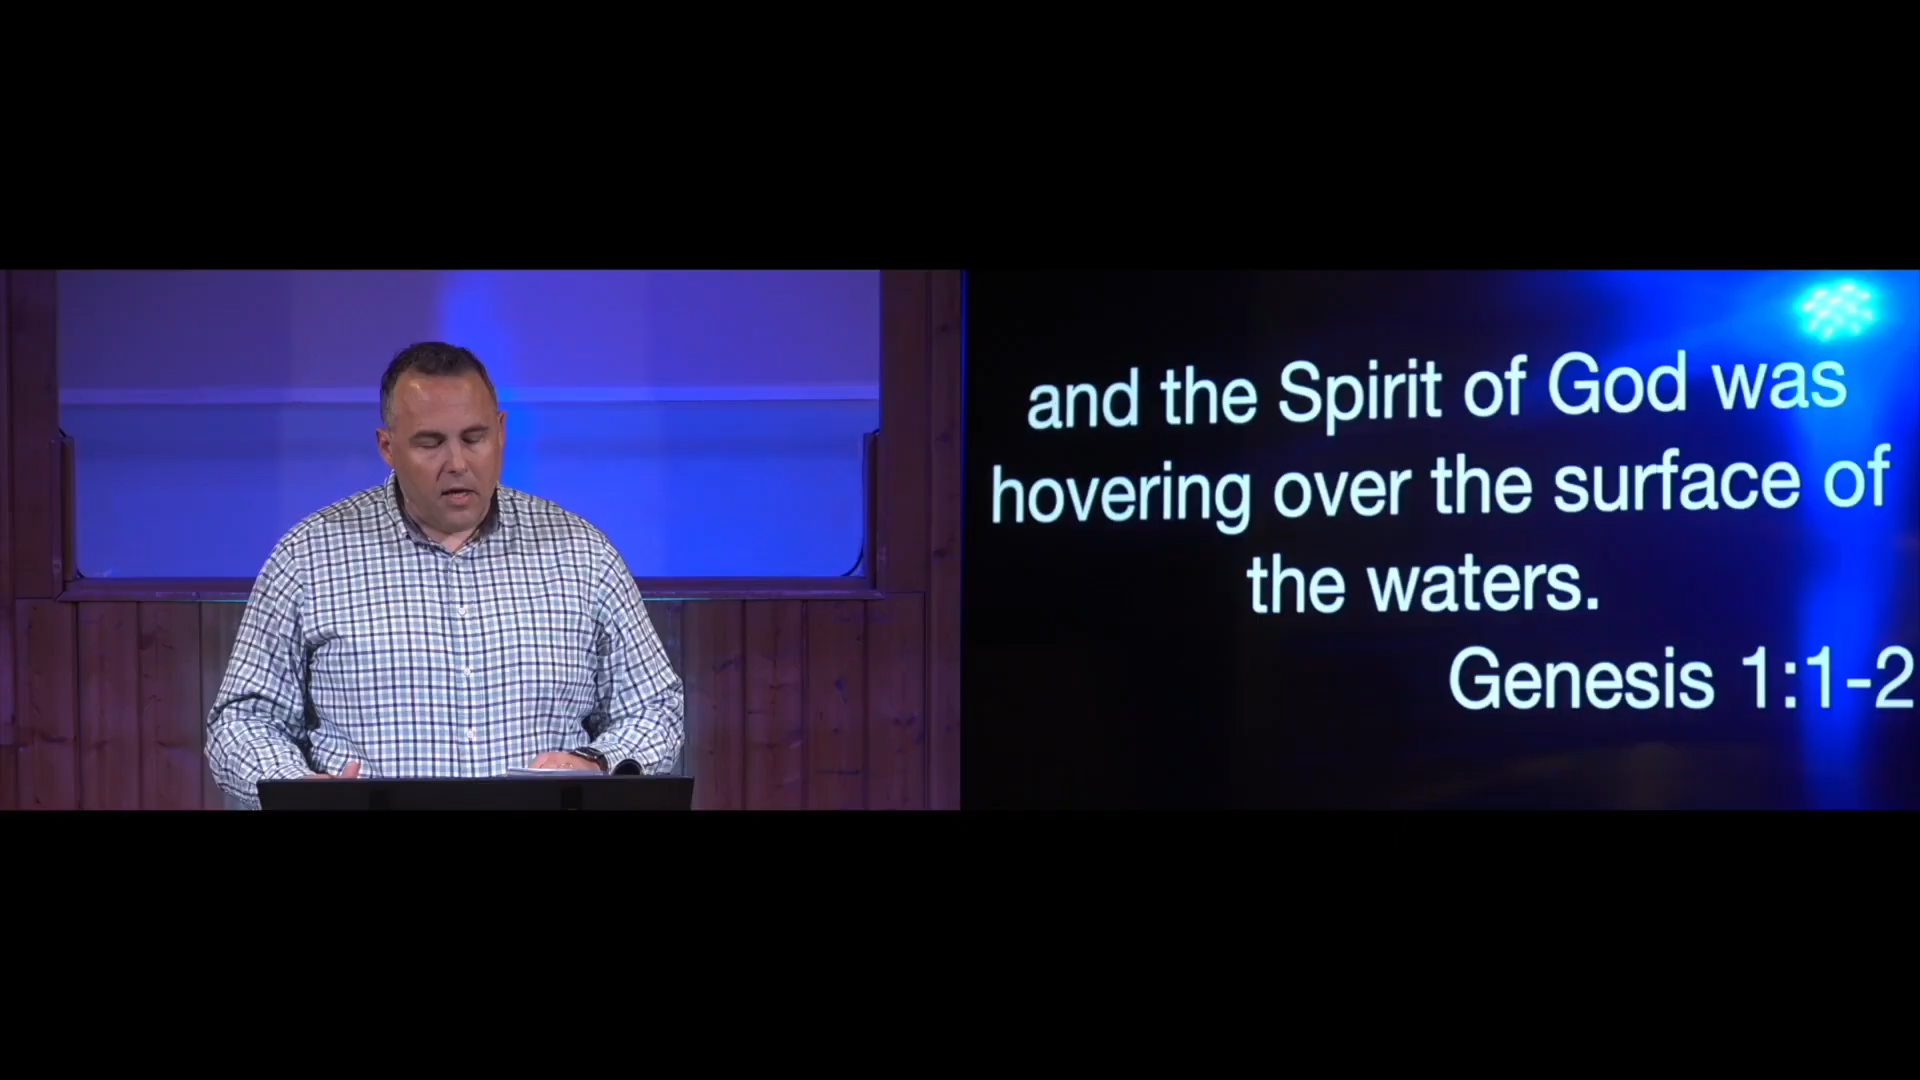 and the Spirit of God was
hovering over the surface of
the waters.
Genesis 1:1-2